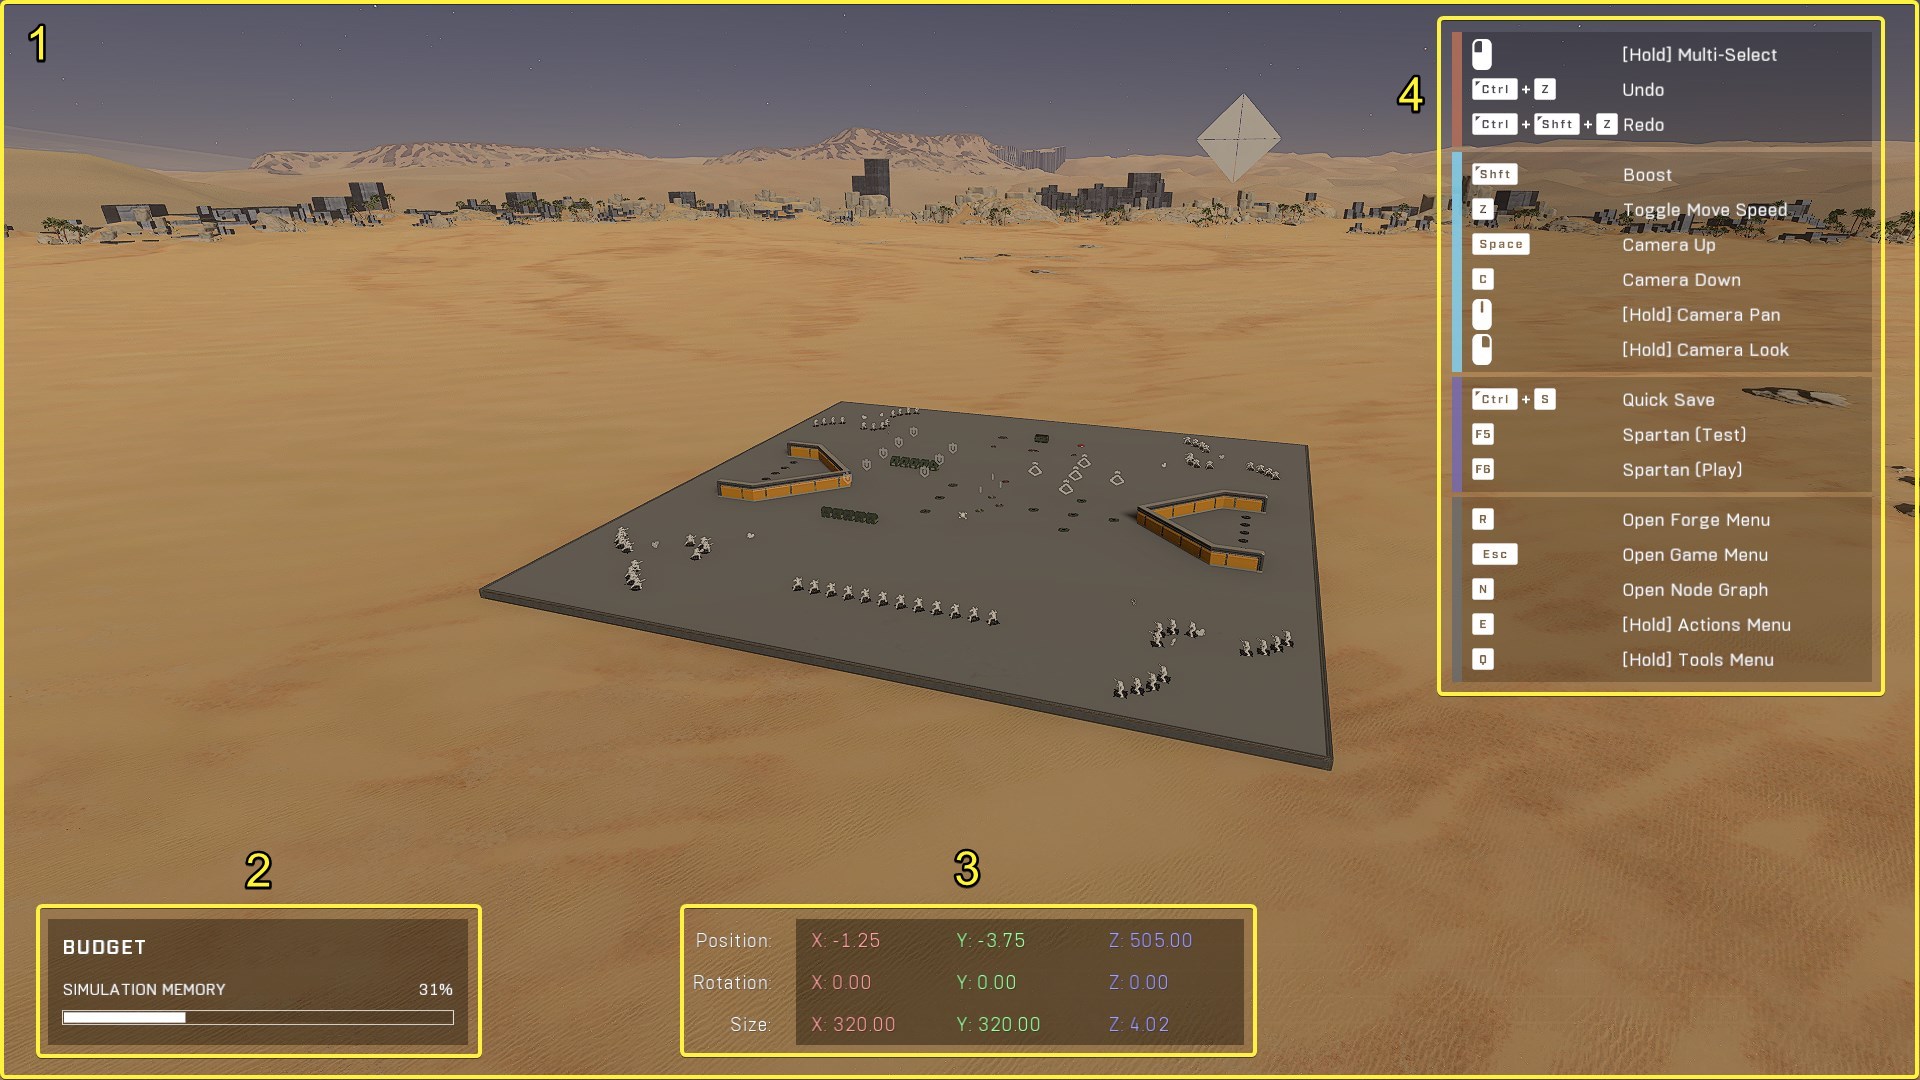 1
4
[Hold] Multi-Select
Ctrl + Z Undo
Ctrl + Shft + Z Redo
Shft Boost
Z Toggle Move Speed
Space Camera Up
C Camera Down
[Hold] Camera Pan
[Hold] Camera Look
Ctrl + S Quick Save
F5 Spartan (Test)
F6 Spartan (Play)
R Open Forge Menu
Esc Open Game Menu
N Open Node Graph
E [Hold] Actions Menu
Q [Hold] Tools Menu
2
BUDGET
SIMULATION MEMORY 31%
3
Position: X: -1.25 Y: -3.75 Z: 505.00
Rotation: X: 0.00 Y: 0.00 Z: 0.00
Size: X: 320.00 Y: 320.00 Z: 4.02